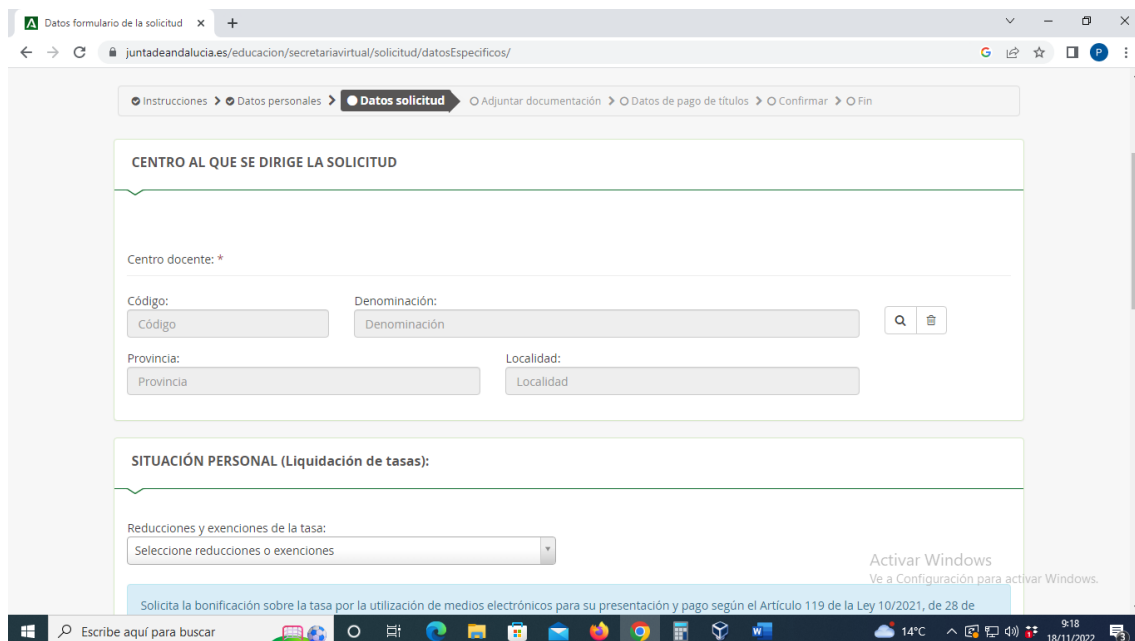 Datos formulario de la solicitud
juntadeandalucia.es/educacion/secretariavirtual/solicitud/datosEspecificos/
G P
Instrucciones > Datos personales > Datos solicitud Adjuntar documentación > Datos de pago de títulos > Confirmar > Fin
CENTRO AL QUE SE DIRIGE LA SOLICITUD
Centro docente: *
Código: Denominación:
Código Denominación
Provincia: Localidad:
Provincia Localidad
SITUACIÓN PERSONAL (Liquidación de tasas):
Reducciones y exenciones de la tasa:
Seleccione reducciones o exenciones
Activar Windows
Ve a Configuración para activar Windows.
Solicita la bonificación sobre la tasa por la utilización de medios electrónicos para su presentación y pago según el Artículo 119 de la Ley 10/2021, de 28 de
Escribe aquí para buscar
W
14°C
9:18
18/11/2022
3